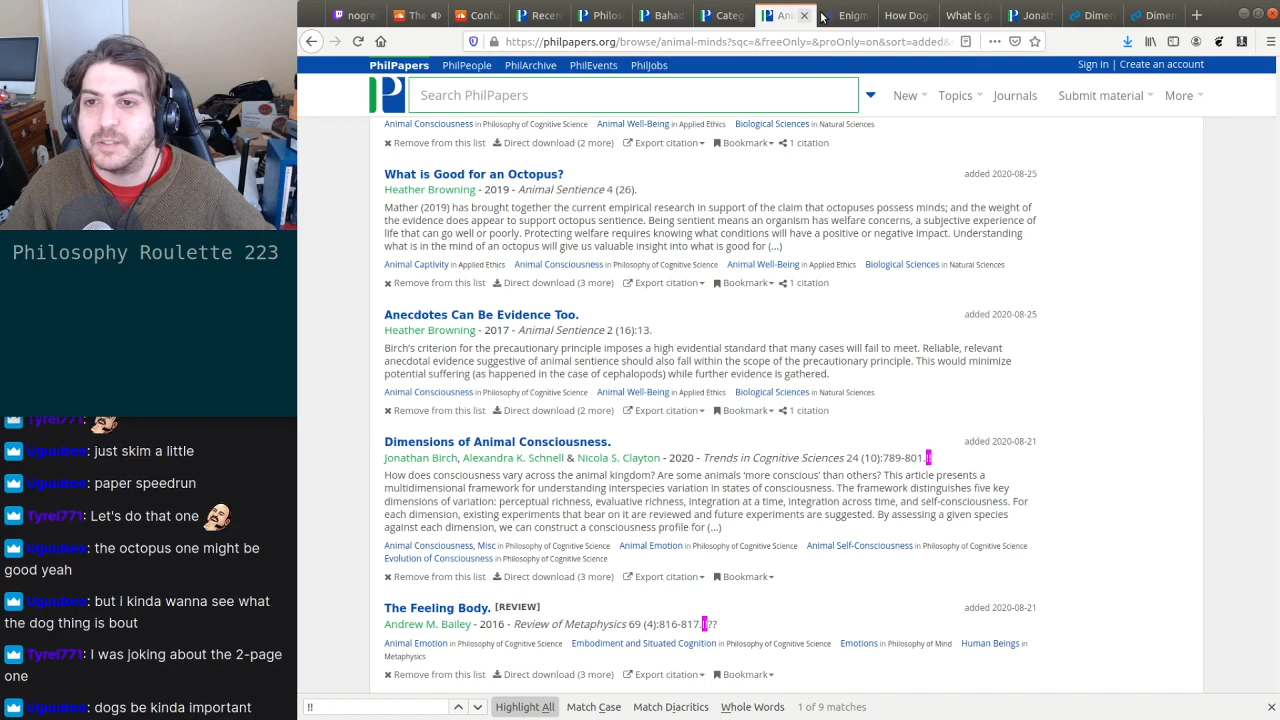 nogre
The
Confu
Recen
Philos
Bahad
Categ
Ani
Enigm
How Dog
What is g
Jonat
Dimen
Dimer
https://philpapers.org/browse/animal-minds?sqc=&freeOnly=&proOnly=on&sort=added&
PhilPapers PhilPeople PhilArchive PhilEvents PhilJobs
Sign in | Create an account
P
Search PhilPapers
New Topics Journals Submit material More
Animal Consciousness in Philosophy of Cognitive Science Animal Well-Being in Applied Ethics Biological Sciences in Natural Sciences
Remove from this list Direct download (2 more) Export citation Bookmark 1 citation
What is Good for an Octopus?
added 2020-08-25
Heather Browning - 2019 - Animal Sentience 4 (26).
Mather (2019) has brought together the current empirical research in support of the claim that octopuses possess minds; and the weight of
the evidence does appear to support octopus sentience. Being sentient means an organism has welfare concerns, a subjective experience of
life that can go well or poorly. Protecting welfare requires knowing what conditions will have a positive or negative impact. Understanding
what is in the mind of an octopus will give us valuable insight into what is good for (...)
Animal Captivity in Applied Ethics Animal Consciousness in Philosophy of Cognitive Science Animal Well-Being in Applied Ethics Biological Sciences in Natural Sciences
Remove from this list Direct download (3 more) Export citation Bookmark 1 citation
Anecdotes Can Be Evidence Too.
added 2020-08-25
Heather Browning - 2017 - Animal Sentience 2 (16):13.
Birch's criterion for the precautionary principle imposes a high evidential standard that many cases will fail to meet. Reliable, relevant
anecdotal evidence suggestive of animal sentience should also fall within the scope of the precautionary principle. This would minimize
potential suffering (as happened in the case of cephalopods) while further evidence is gathered.
Animal Consciousness in Philosophy of Cognitive Science Animal Well-Being in Applied Ethics Biological Sciences in Natural Sciences
Remove from this list Direct download (2 more) Export citation Bookmark 1 citation
Dimensions of Animal Consciousness.
added 2020-08-21
Jonathan Birch, Alexandra K. Schnell & Nicola S. Clayton - 2020 - Trends in Cognitive Sciences 24 (10):789-801.!!
How does consciousness vary across the animal kingdom? Are some animals 'more conscious' than others? This article presents a
multidimensional framework for understanding interspecies variation in states of consciousness. The framework distinguishes five key
dimensions of variation: perceptual richness, evaluative richness, integration at a time, integration across time, and self-consciousness. For
each dimension, existing experiments that bear on it are reviewed and future experiments are suggested. By assessing a given species
against each dimension, we can construct a consciousness profile for (...)
Animal Consciousness, Misc in Philosophy of Cognitive Science Animal Emotion in Philosophy of Cognitive Science Animal Self-Consciousness in Philosophy of Cognitive Science
Evolution of Consciousness in Philosophy of Cognitive Science
Remove from this list Direct download (3 more) Export citation Bookmark
The Feeling Body. [REVIEW]
added 2020-08-21
Andrew M. Bailey - 2016 - Review of Metaphysics 69 (4):816-817.!!??
Animal Emotion in Philosophy of Cognitive Science Embodiment and Situated Cognition in Philosophy of Mind Emotions in Philosophy of Mind Human Beings in
Metaphysics
Remove from this list Direct download (3 more) Export citation Bookmark
!!
Highlight All Match Case Match Diacritics Whole Words 1 of 9 matches
Philosophy Roulette 223
Tyrel771:
Uguubee: just skim a little
Uguubee: paper speedrun
Tyrel771: Let's do that one
Uguubee: the octopus one might be
good yeah
Uguubee: but i kinda wanna see what
the dog thing is bout
Tyrel771: I was joking about the 2-page
one
Uguubee: dogs be kinda important